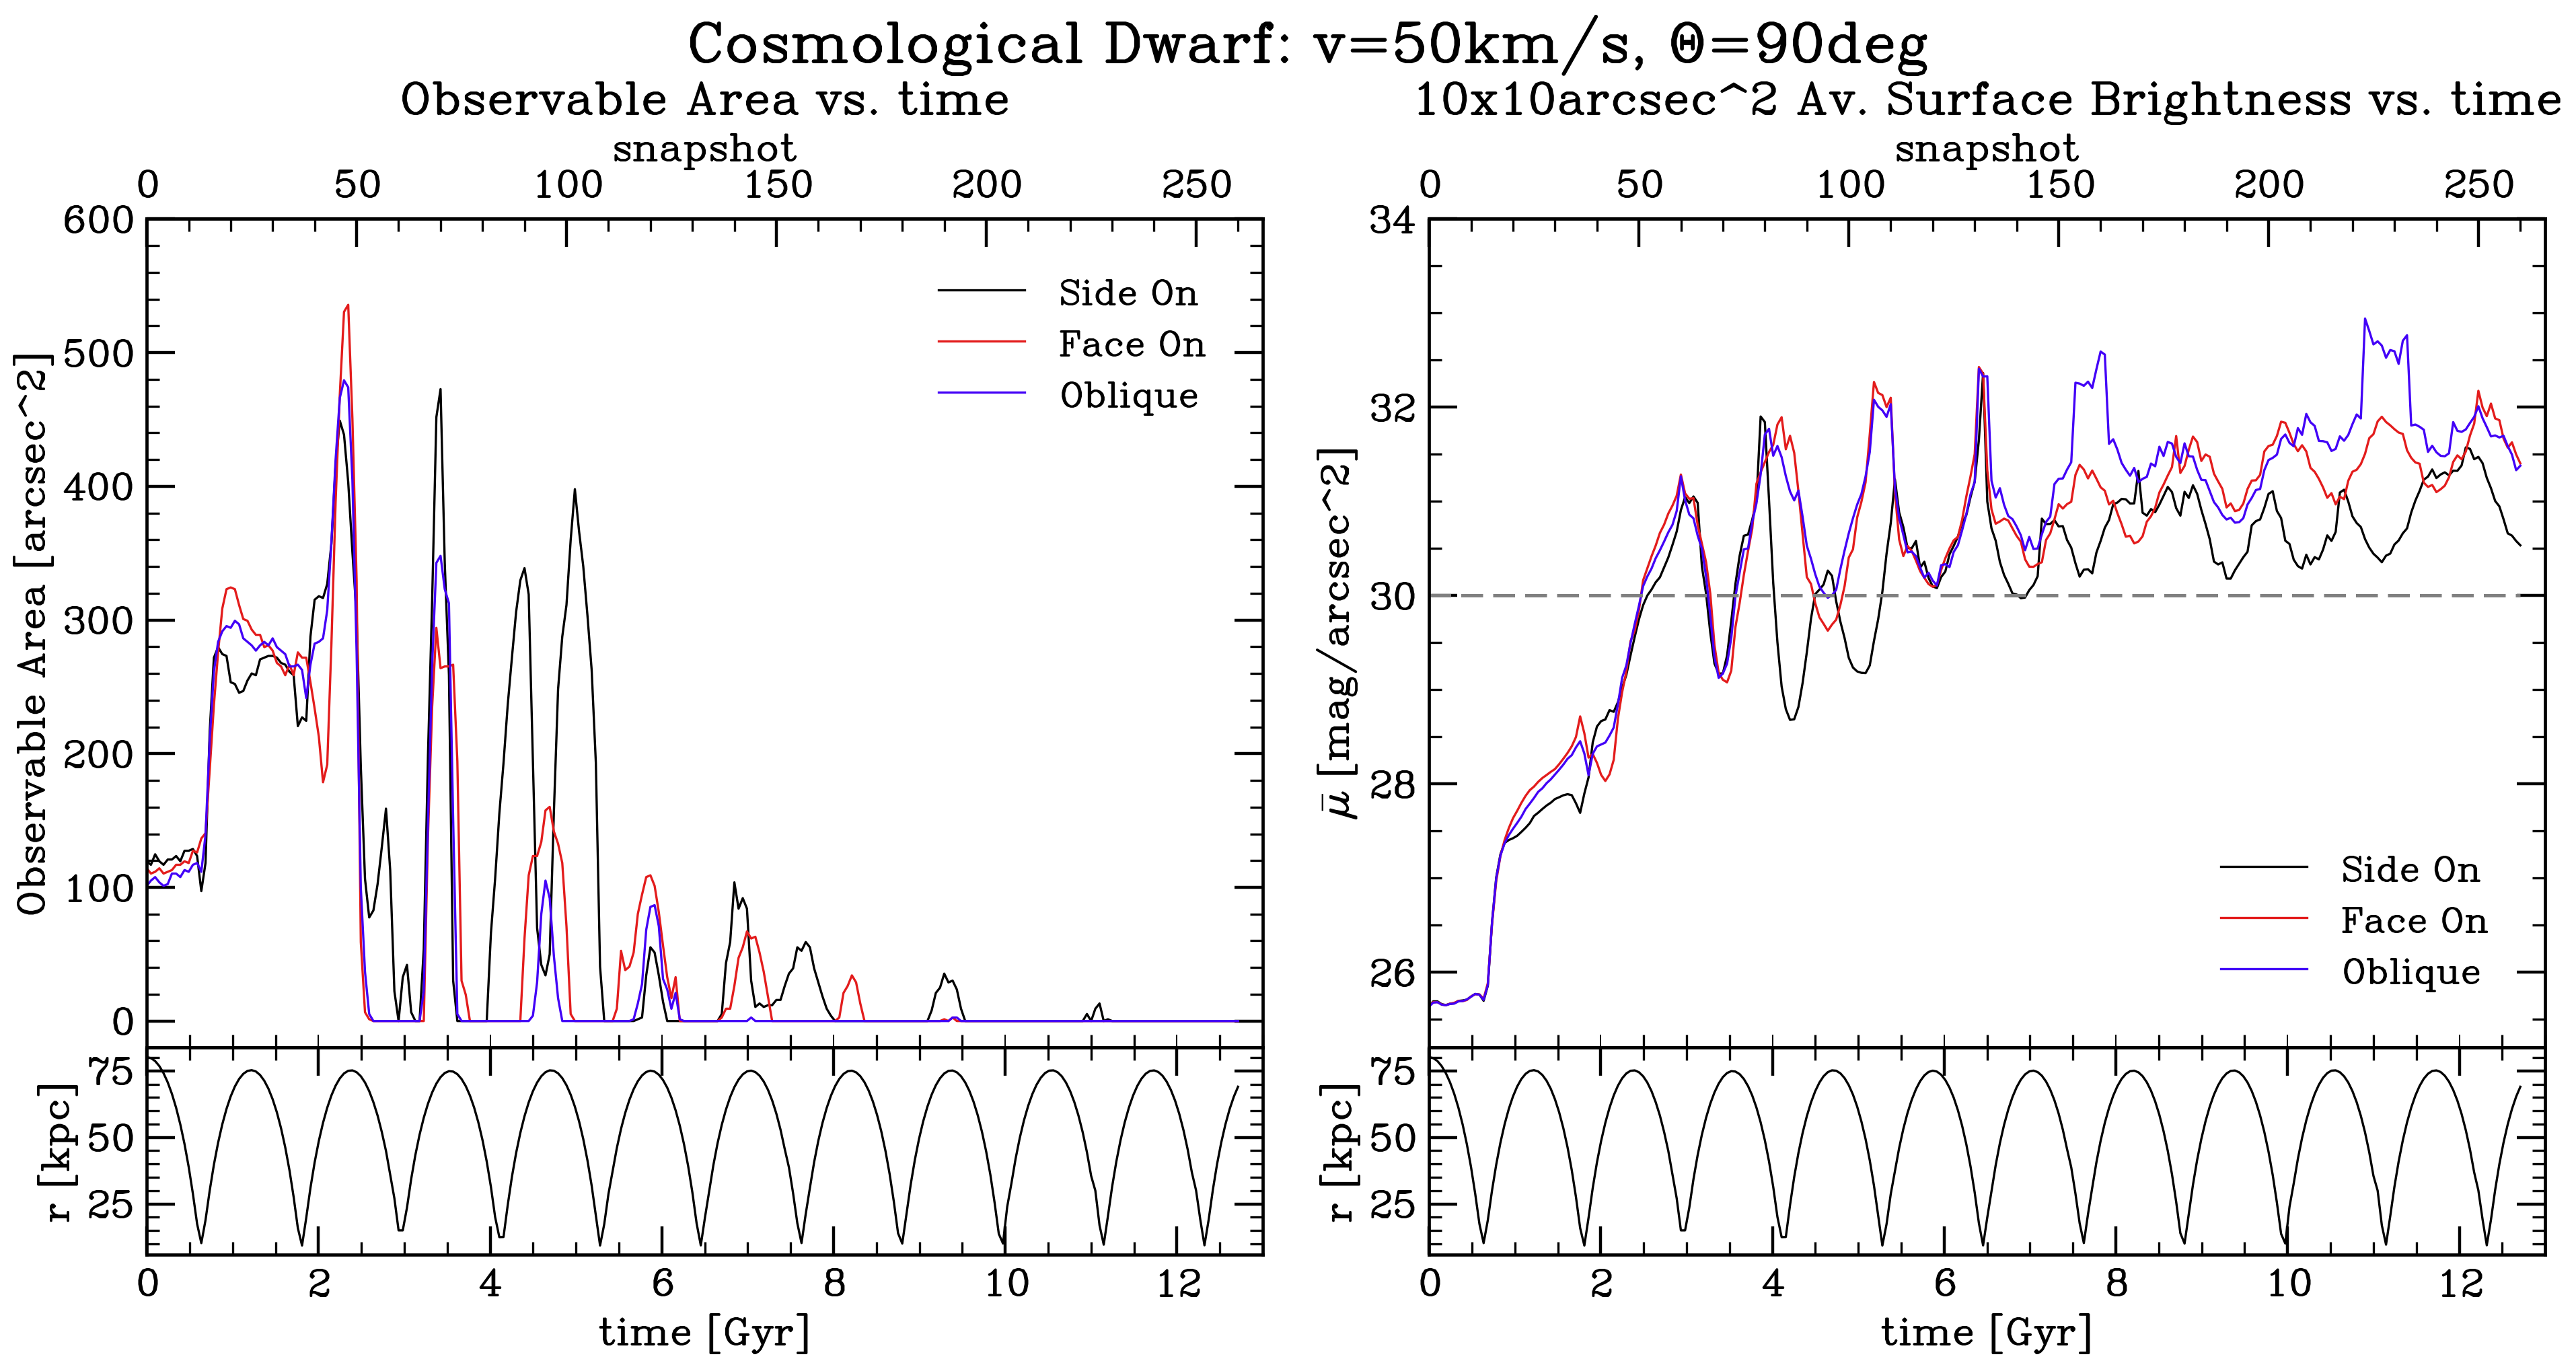 Cosmological Dwarf: v=50km/s, Θ=90deg
Observable Area vs. time
snapshot
0 50 100 150 200 250
600
500
400
300
200
100
0
Observable Area [arcsec^2]
Side On
Face On
Oblique
75
50
25
r [kpc]
0 2 4 6 8 10 12
time [Gyr]
10x10arcsec^2 Av. Surface Brightness vs. time
snapshot
0 50 100 150 200 250
34
32
30
28
26
μ̄ [mag/arcsec^2]
Side On
Face On
Oblique
75
50
25
r [kpc]
0 2 4 6 8 10 12
time [Gyr]